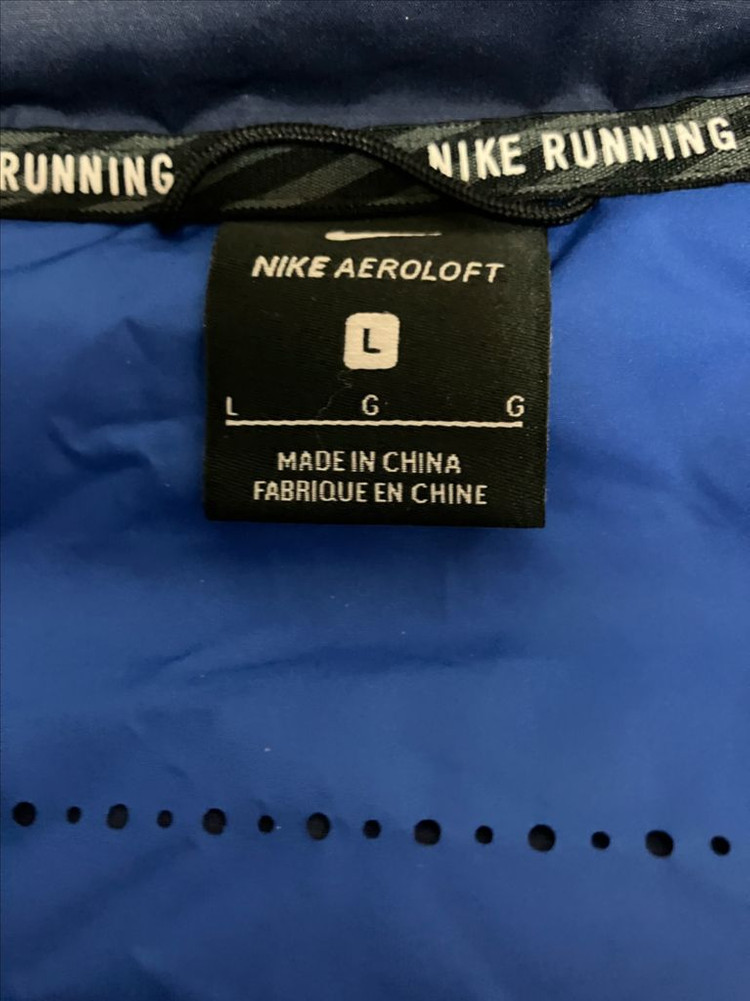 RUNNING NIKE RUNNING
NIKE AEROLOFT
L
L G G
MADE IN CHINA
FABRIQUE EN CHINE